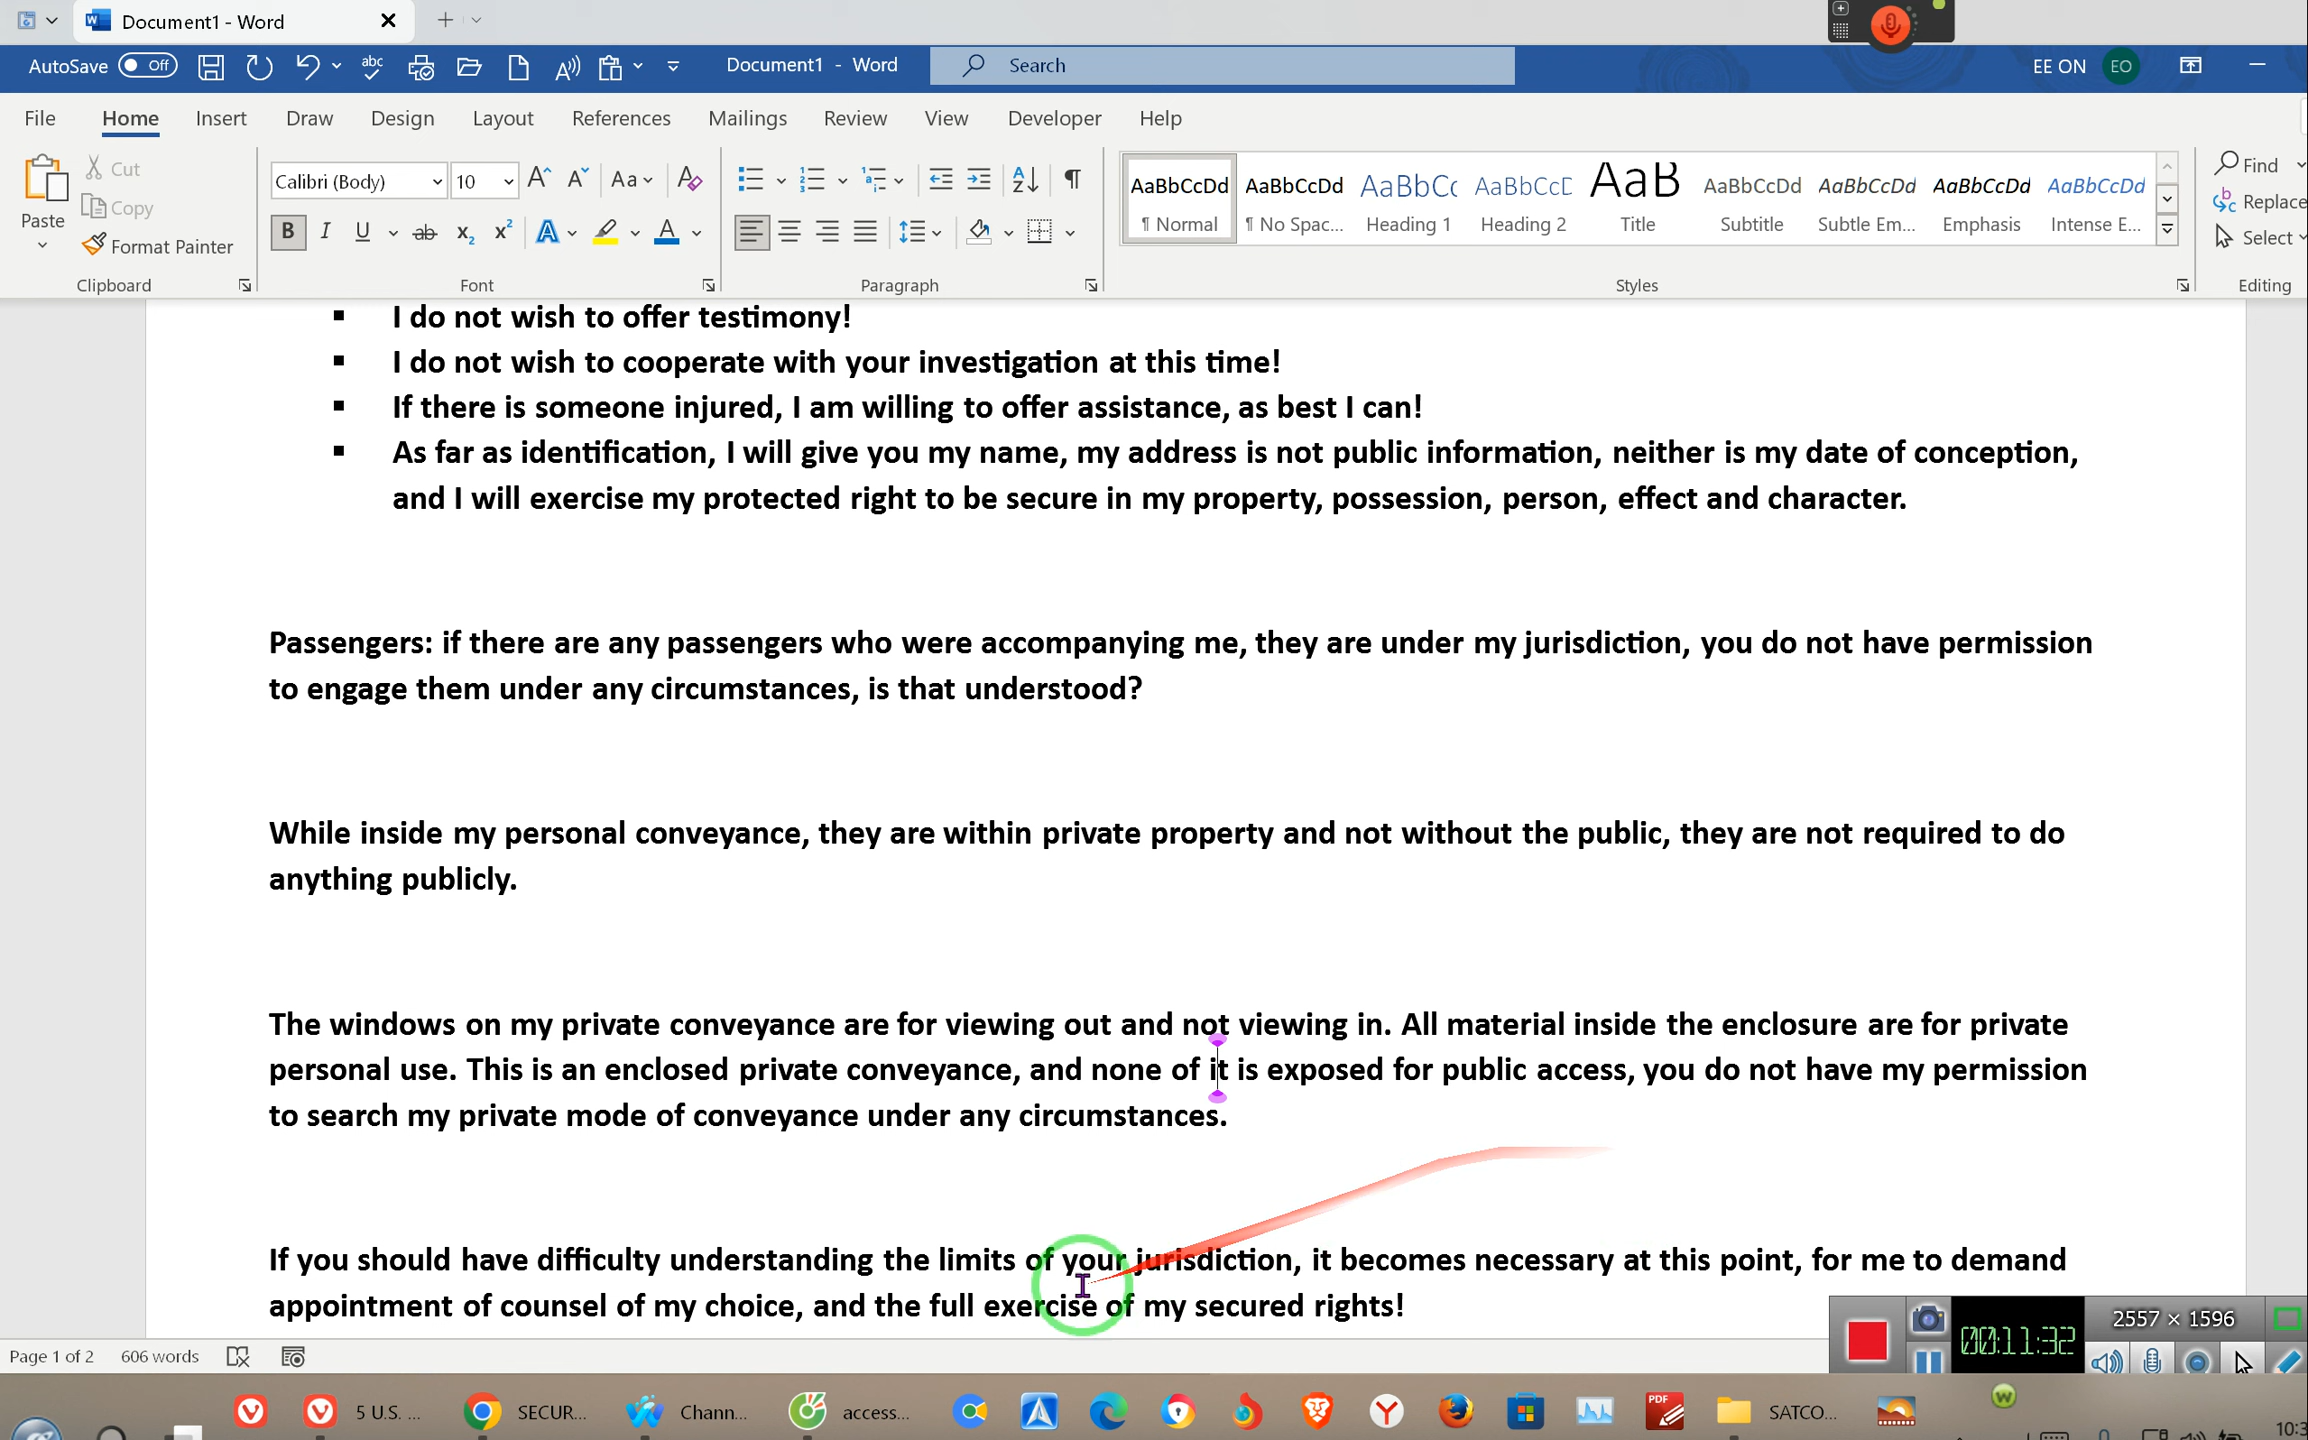 Document1 - Word
AutoSave Off
Document1 - Word
Search
EE ON EO
File Home Insert Draw Design Layout References Mailings Review View Developer Help
Paste
Cut
Copy
Format Painter
Clipboard
Calibri (Body) 10
Font
Paragraph
AaBbCcDd AaBbCcDd AaBbCc AaBbCcD AaB AaBbCcDd AaBbCcDd AaBbCcDd AaBbCcDd
¶ Normal ¶ No Spac... Heading 1 Heading 2 Title Subtitle Subtle Em... Emphasis Intense E...
Styles
Find
Replace
Select
Editing
▪ I do not wish to offer testimony!
▪ I do not wish to cooperate with your investigation at this time!
▪ If there is someone injured, I am willing to offer assistance, as best I can!
▪ As far as identification, I will give you my name, my address is not public information, neither is my date of conception,
and I will exercise my protected right to be secure in my property, possession, person, effect and character.
Passengers: if there are any passengers who were accompanying me, they are under my jurisdiction, you do not have permission
to engage them under any circumstances, is that understood?
While inside my personal conveyance, they are within private property and not without the public, they are not required to do
anything publicly.
The windows on my private conveyance are for viewing out and not viewing in. All material inside the enclosure are for private
personal use. This is an enclosed private conveyance, and none of it is exposed for public access, you do not have my permission
to search my private mode of conveyance under any circumstances.
If you should have difficulty understanding the limits of your jurisdiction, it becomes necessary at this point, for me to demand
appointment of counsel of my choice, and the full exercise of my secured rights!
2557 × 1596
00:11:32
Page 1 of 2 606 words
5 U.S. ... SECUR... Chann... access... PDF SATCO...